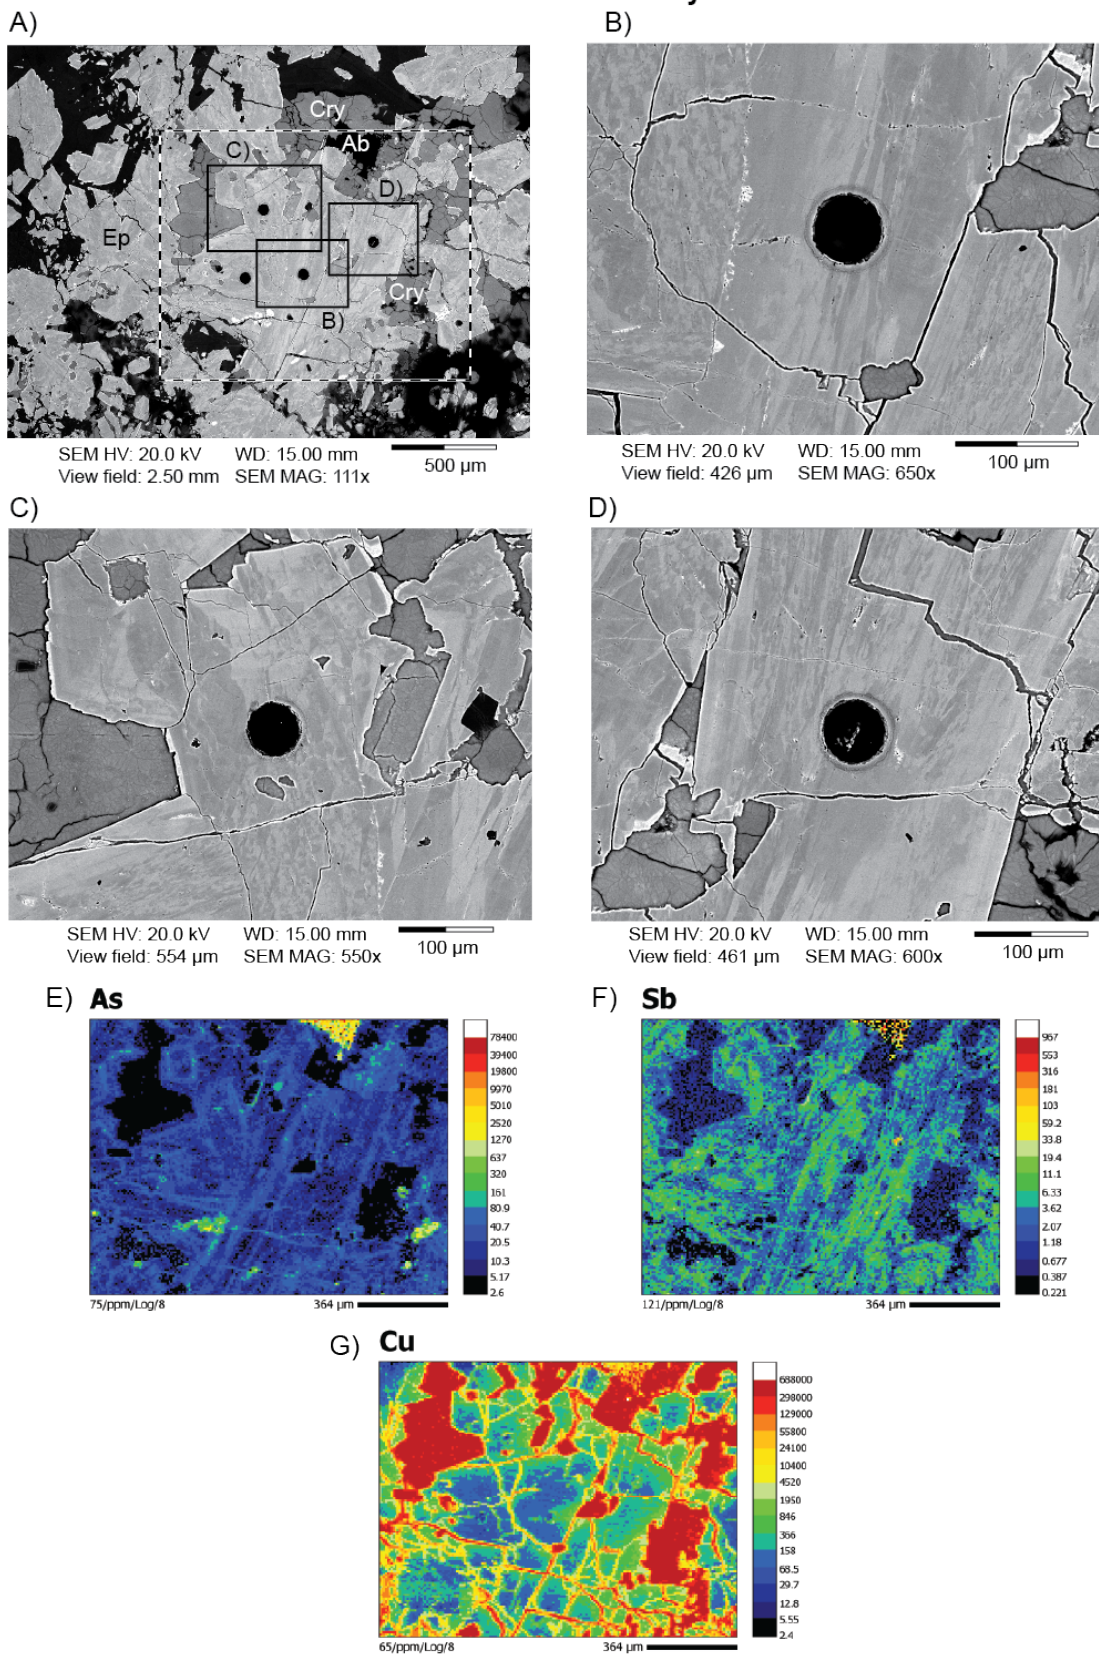 y
A)
B)
Cry
Ab
C)
D)
Ep
Cry
B)
SEM HV: 20.0 kV WD: 15.00 mm
View field: 2.50 mm SEM MAG: 111x
500 µm
SEM HV: 20.0 kV WD: 15.00 mm
View field: 426 µm SEM MAG: 650x
100 µm
C)
D)
SEM HV: 20.0 kV WD: 15.00 mm
View field: 554 µm SEM MAG: 550x
100 µm
SEM HV: 20.0 kV WD: 15.00 mm
View field: 461 µm SEM MAG: 600x
100 µm
E) As
78400
39400
19800
9970
5010
2520
1270
637
320
161
80.9
40.7
20.5
10.3
5.17
2.6
75/ppm/Log/8 364 µm
F) Sb
967
553
316
181
103
59.2
33.8
19.4
11.1
6.33
3.62
2.07
1.18
0.677
0.387
0.221
121/ppm/Log/8 364 µm
G) Cu
688000
298000
129000
55800
24100
10400
4520
1950
846
366
158
68.5
29.7
12.8
5.55
2.4
65/ppm/Log/8 364 µm